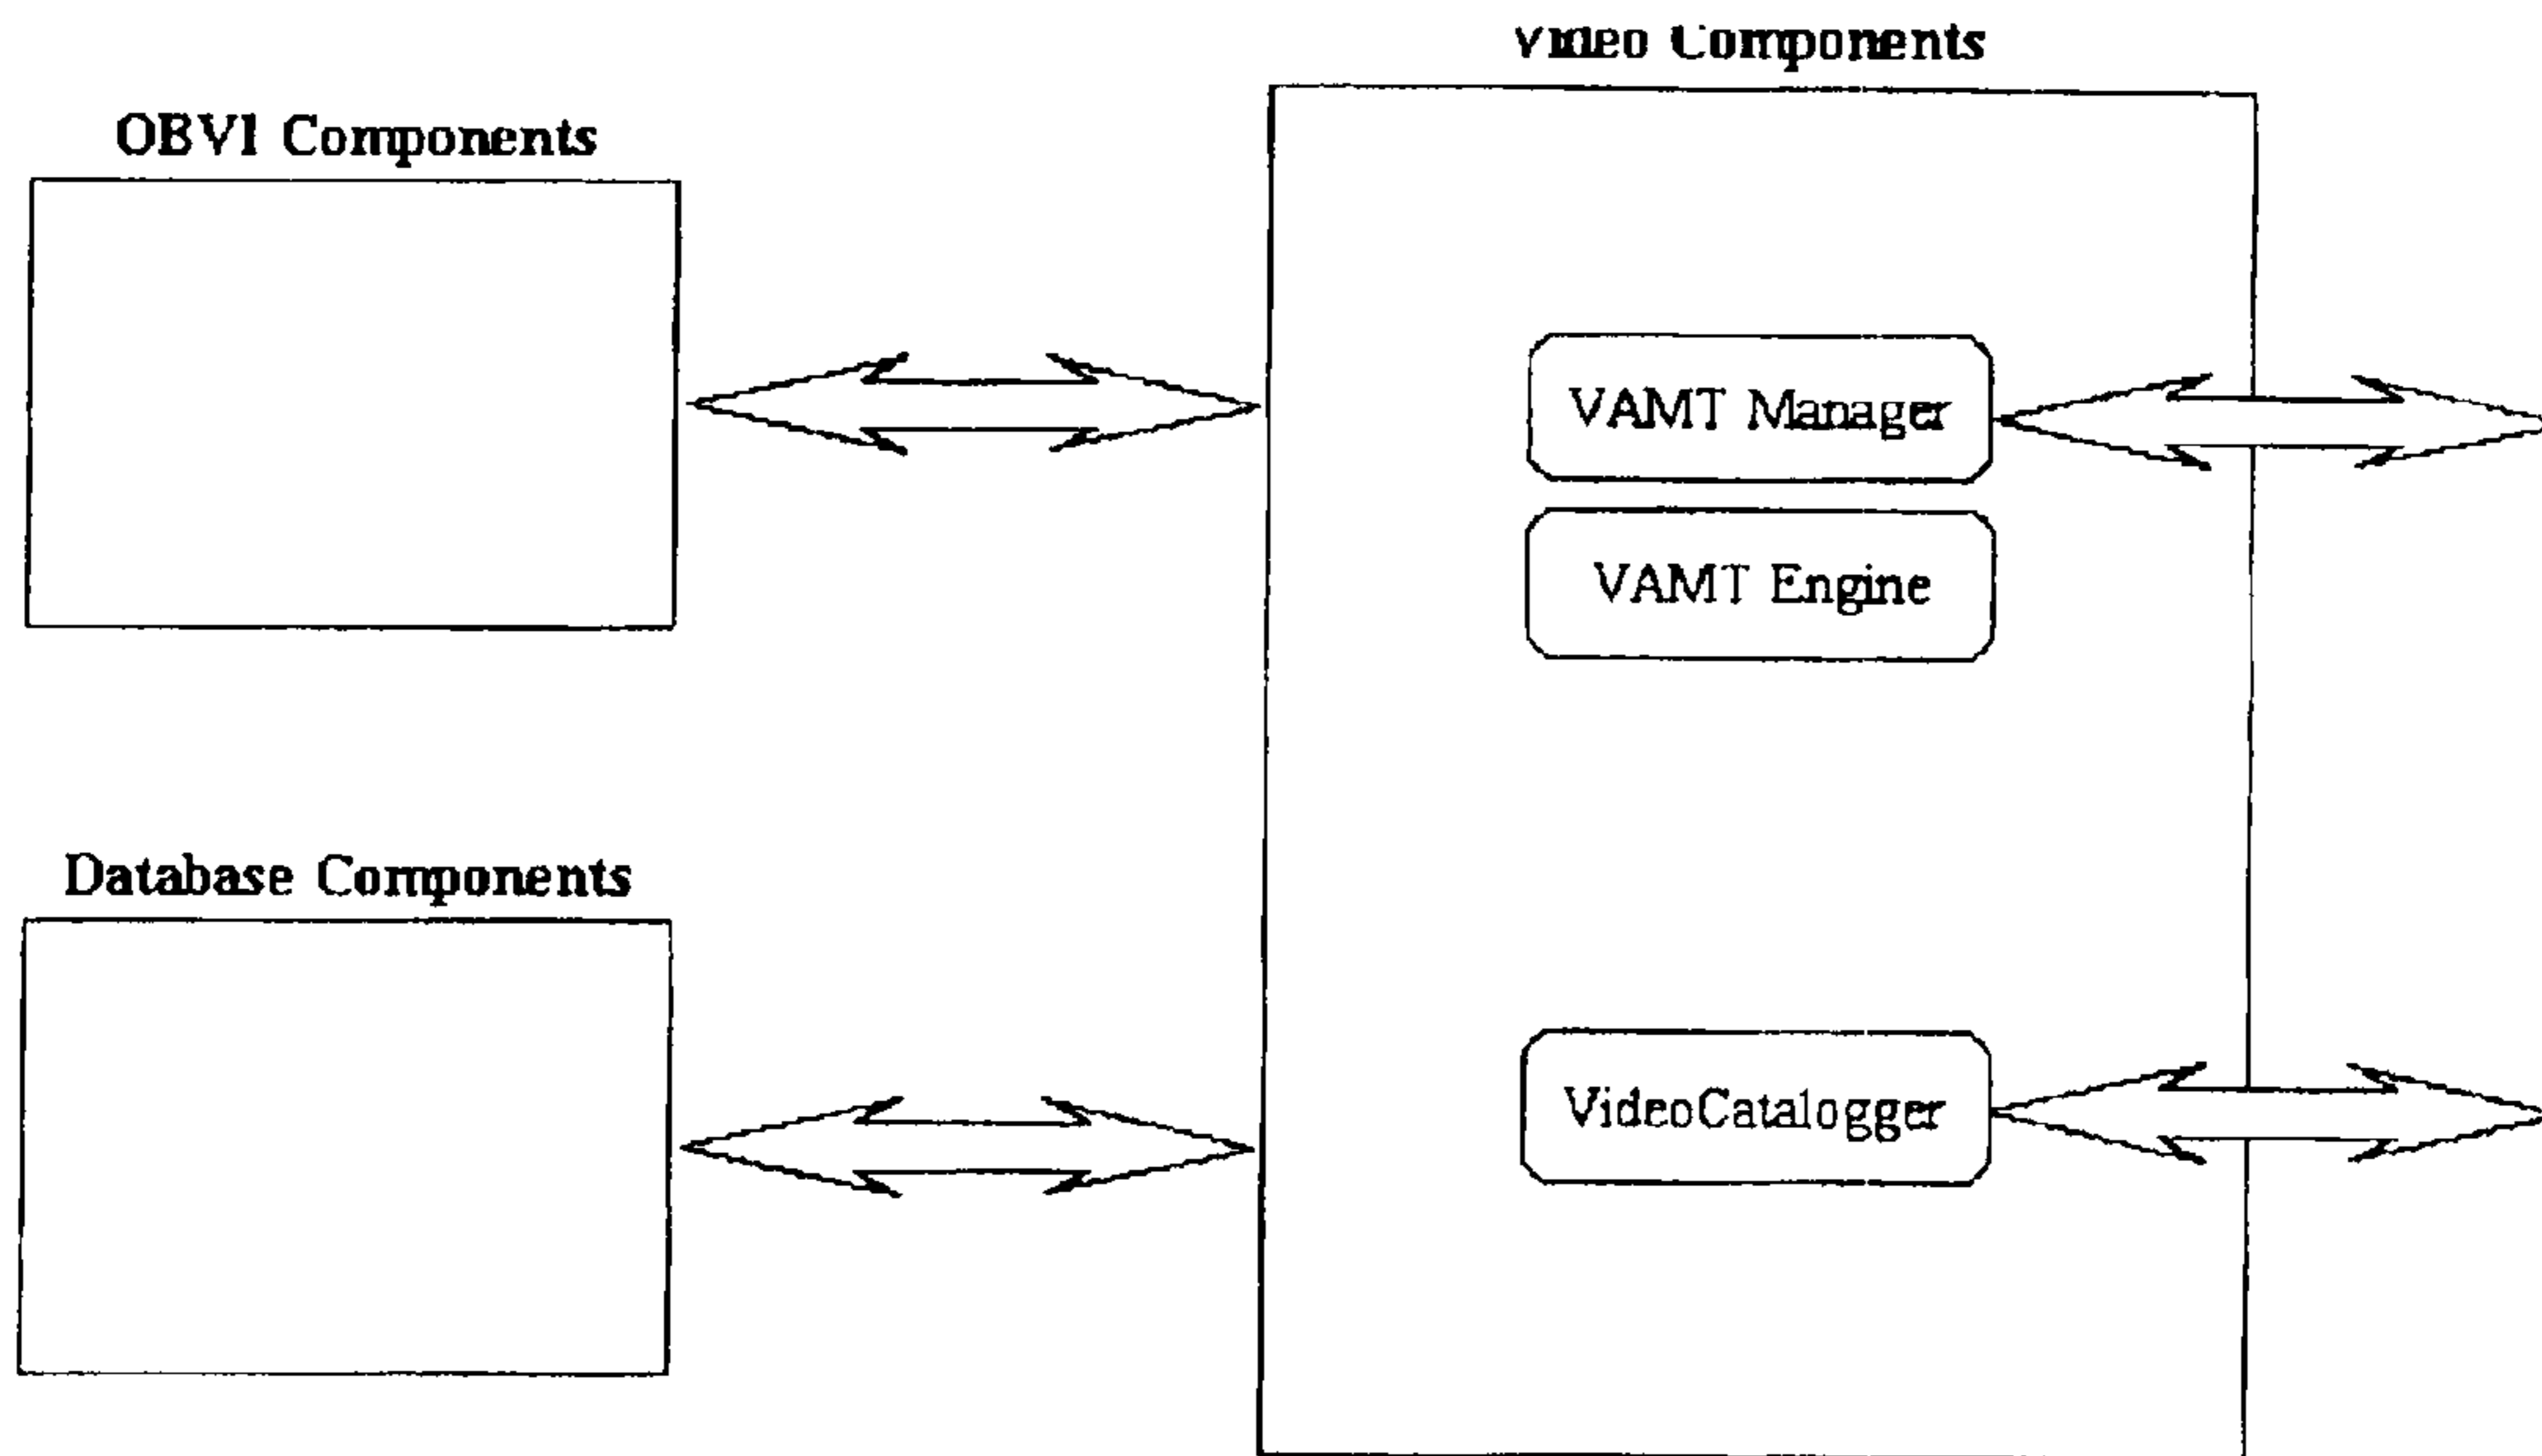 Video Components
OBVI Components
VAMT Manager
VAMT Engine
Database Components
VideoCatalogger